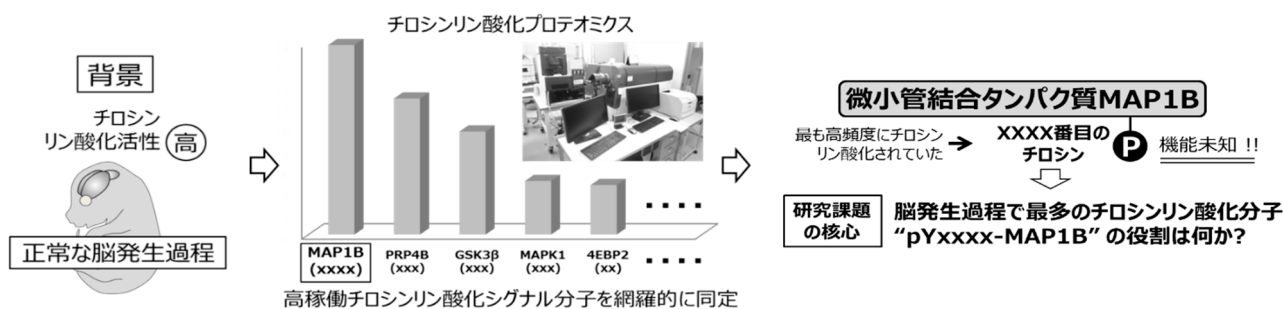 背景
チロシン
リン酸化活性 高
正常な脳発生過程
チロシンリン酸化プロテオミクス
MAP1B
(xxxx)
PRP4B
(xxx)
GSK3β
(xxx)
MAPK1
(xxx)
4EBP2
(xx)
高稼働チロシンリン酸化シグナル分子を網羅的に同定
微小管結合タンパク質MAP1B
最も高頻度にチロシン
リン酸化されていた
XXXX番目の
チロシン
P
機能未知 !!
研究課題
の核心
脳発生過程で最多のチロシンリン酸化分子
“pYxxxx-MAP1B” の役割は何か?